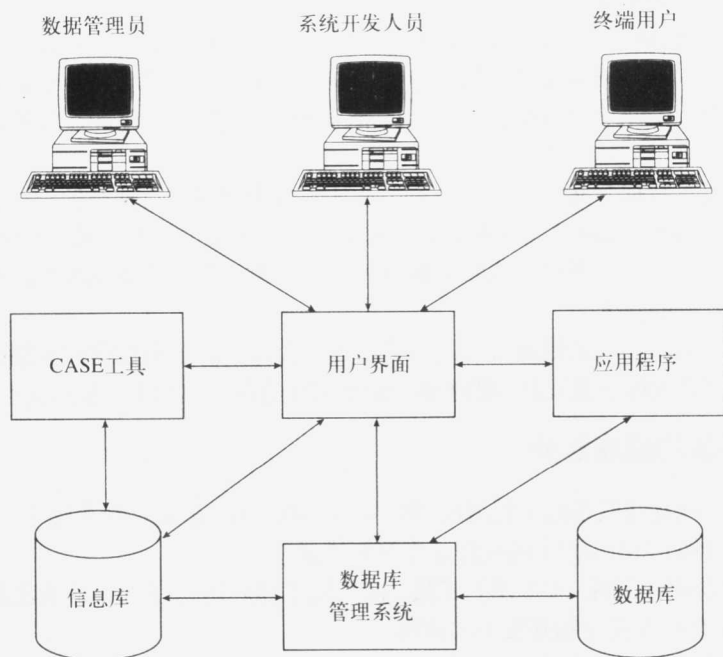 数据管理员
系统开发人员
终端用户
CASE工具
用户界面
应用程序
信息库
数据库
管理系统
数据库